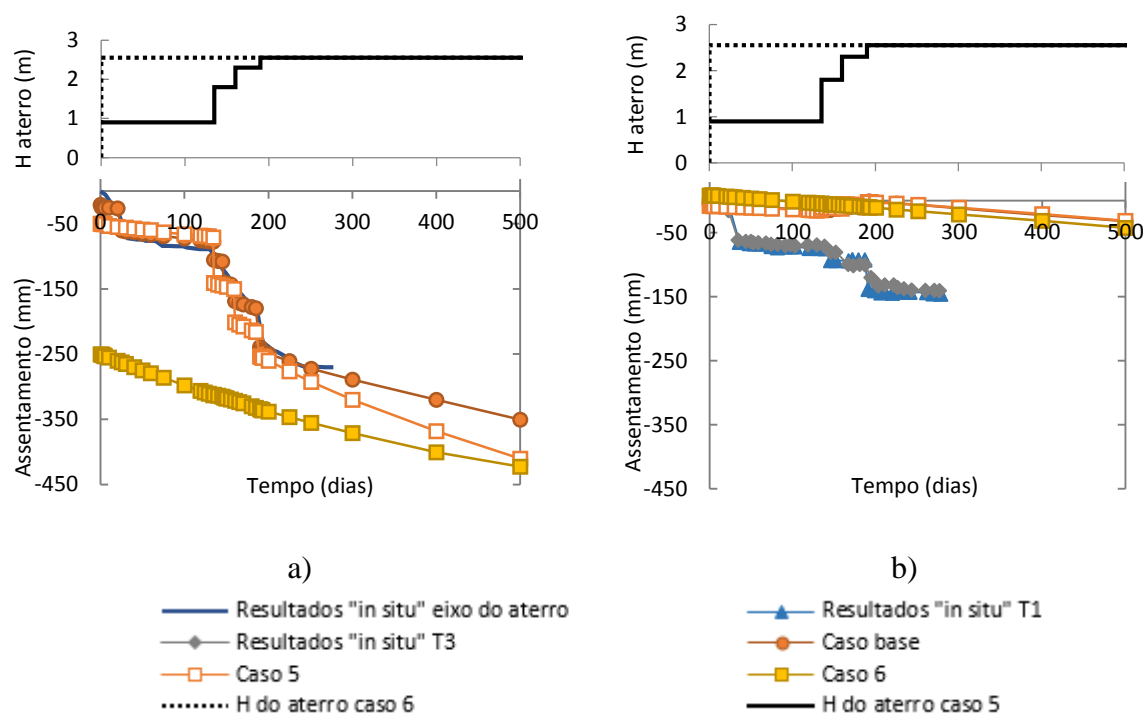 H aterro (m)
3
2
1
0
0 100 200 300 400 500
-50
-150
-250
-350
-450
Assentamento (mm)
Tempo (dias)
a)
H aterro (m)
3
2
1
0
0 100 200 300 400 500
-50
-150
-250
-350
-450
Assentamento (mm)
Tempo (dias)
b)
Resultados "in situ" eixo do aterro
Resultados "in situ" T3
Caso 5
H do aterro caso 6
Resultados "in situ" T1
Caso base
Caso 6
H do aterro caso 5